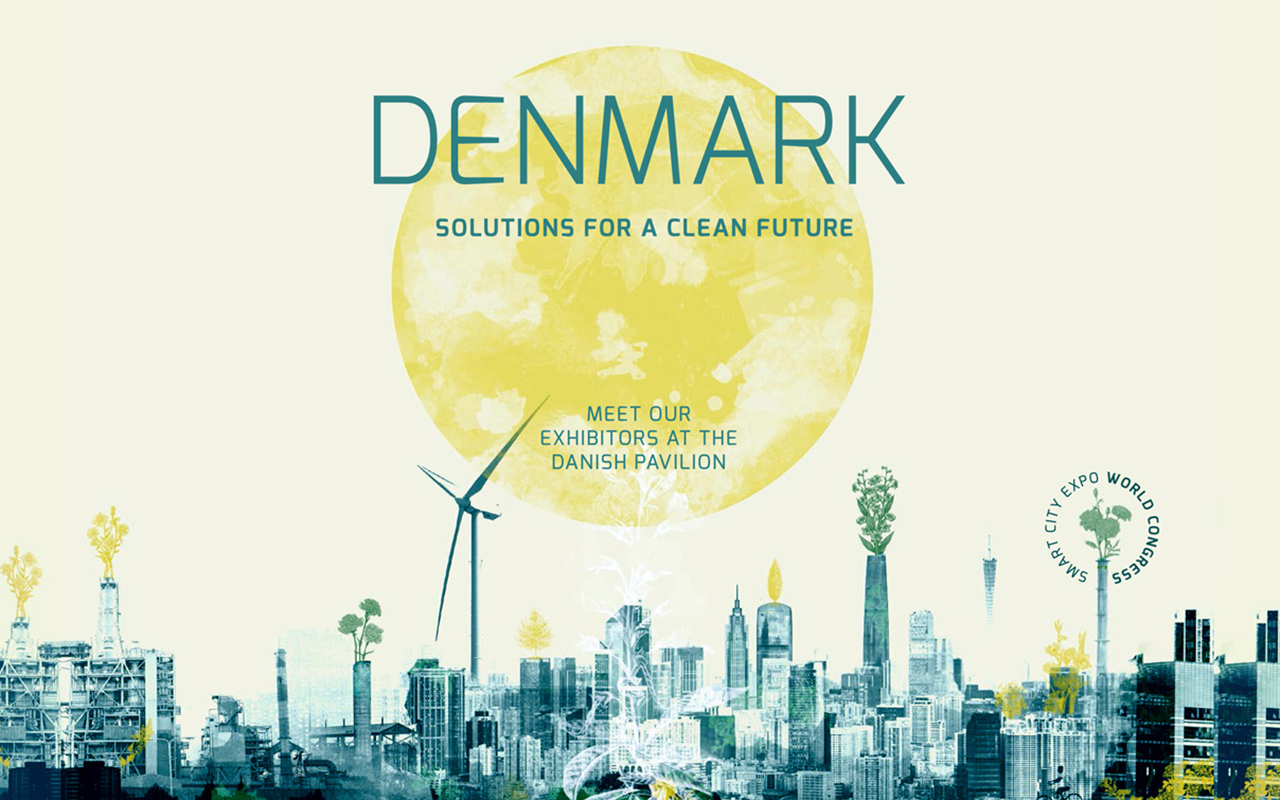 DENMARK
SOLUTIONS FOR A CLEAN FUTURE
MEET OUR
EXHIBITORS AT THE
DANISH PAVILION
SMART CITY EXPO WORLD CONGRESS